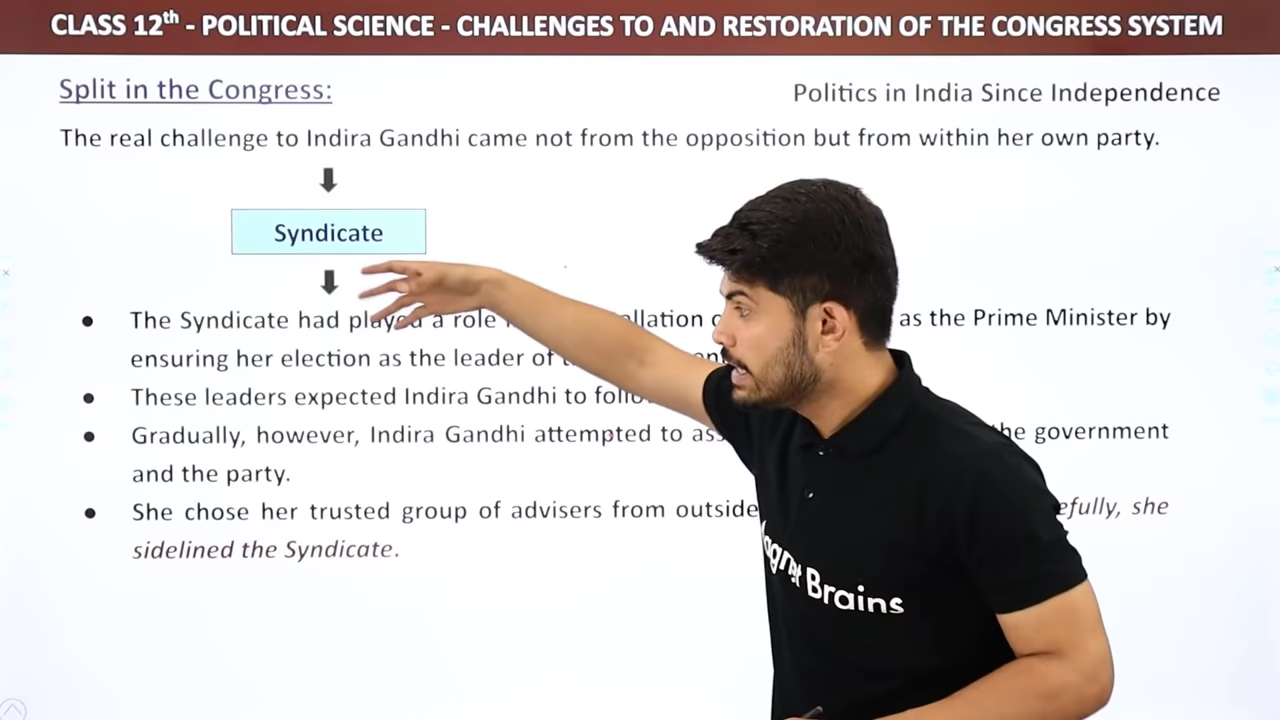 CLASS 12th - POLITICAL SCIENCE - CHALLENGES TO AND RESTORATION OF THE CONGRESS SYSTEM
Split in the Congress: Politics in India Since Independence
The real challenge to Indira Gandhi came not from the opposition but from within her own party.
Syndicate
The Syndicate had played a role as the Prime Minister by
ensuring her election as the leader of
These leaders expected Indira Gandhi to
Gradually, however, Indira Gandhi attempted to the government
and the party.
She chose her trusted group of advisers from outside she
sidelined the Syndicate.
Brains